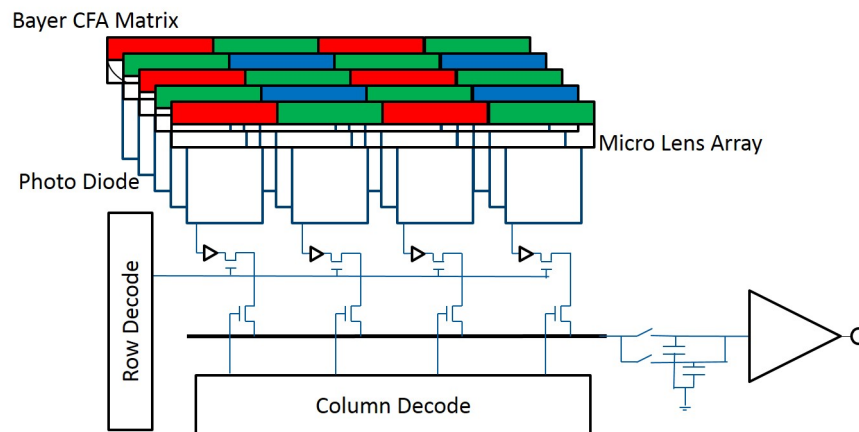 Bayer CFA Matrix
Micro Lens Array
Photo Diode
Row Decode
Column Decode